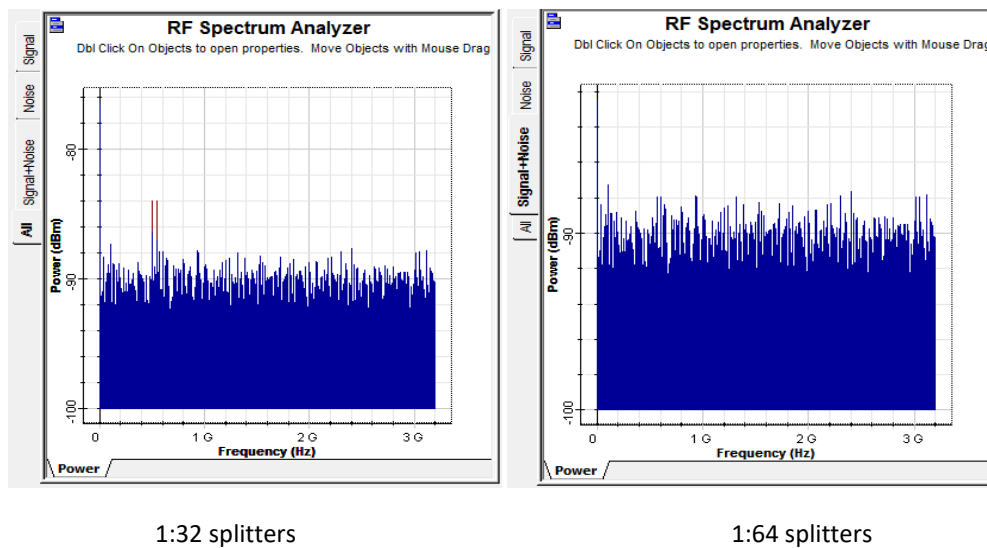 RF Spectrum Analyzer
Dbl Click On Objects to open properties.  Move Objects with Mouse Drag
Signal
Noise
Signal+Noise
All
Power (dBm)
-80
-90
-100
0
1 G
2 G
3 G
Frequency (Hz)
Power
1:32 splitters
RF Spectrum Analyzer
Dbl Click On Objects to open properties.  Move Objects with Mouse Drag
Signal
Noise
Signal+Noise
All
Power (dBm)
-90
-100
0
1 G
2 G
3 G
Frequency (Hz)
Power
1:64 splitters